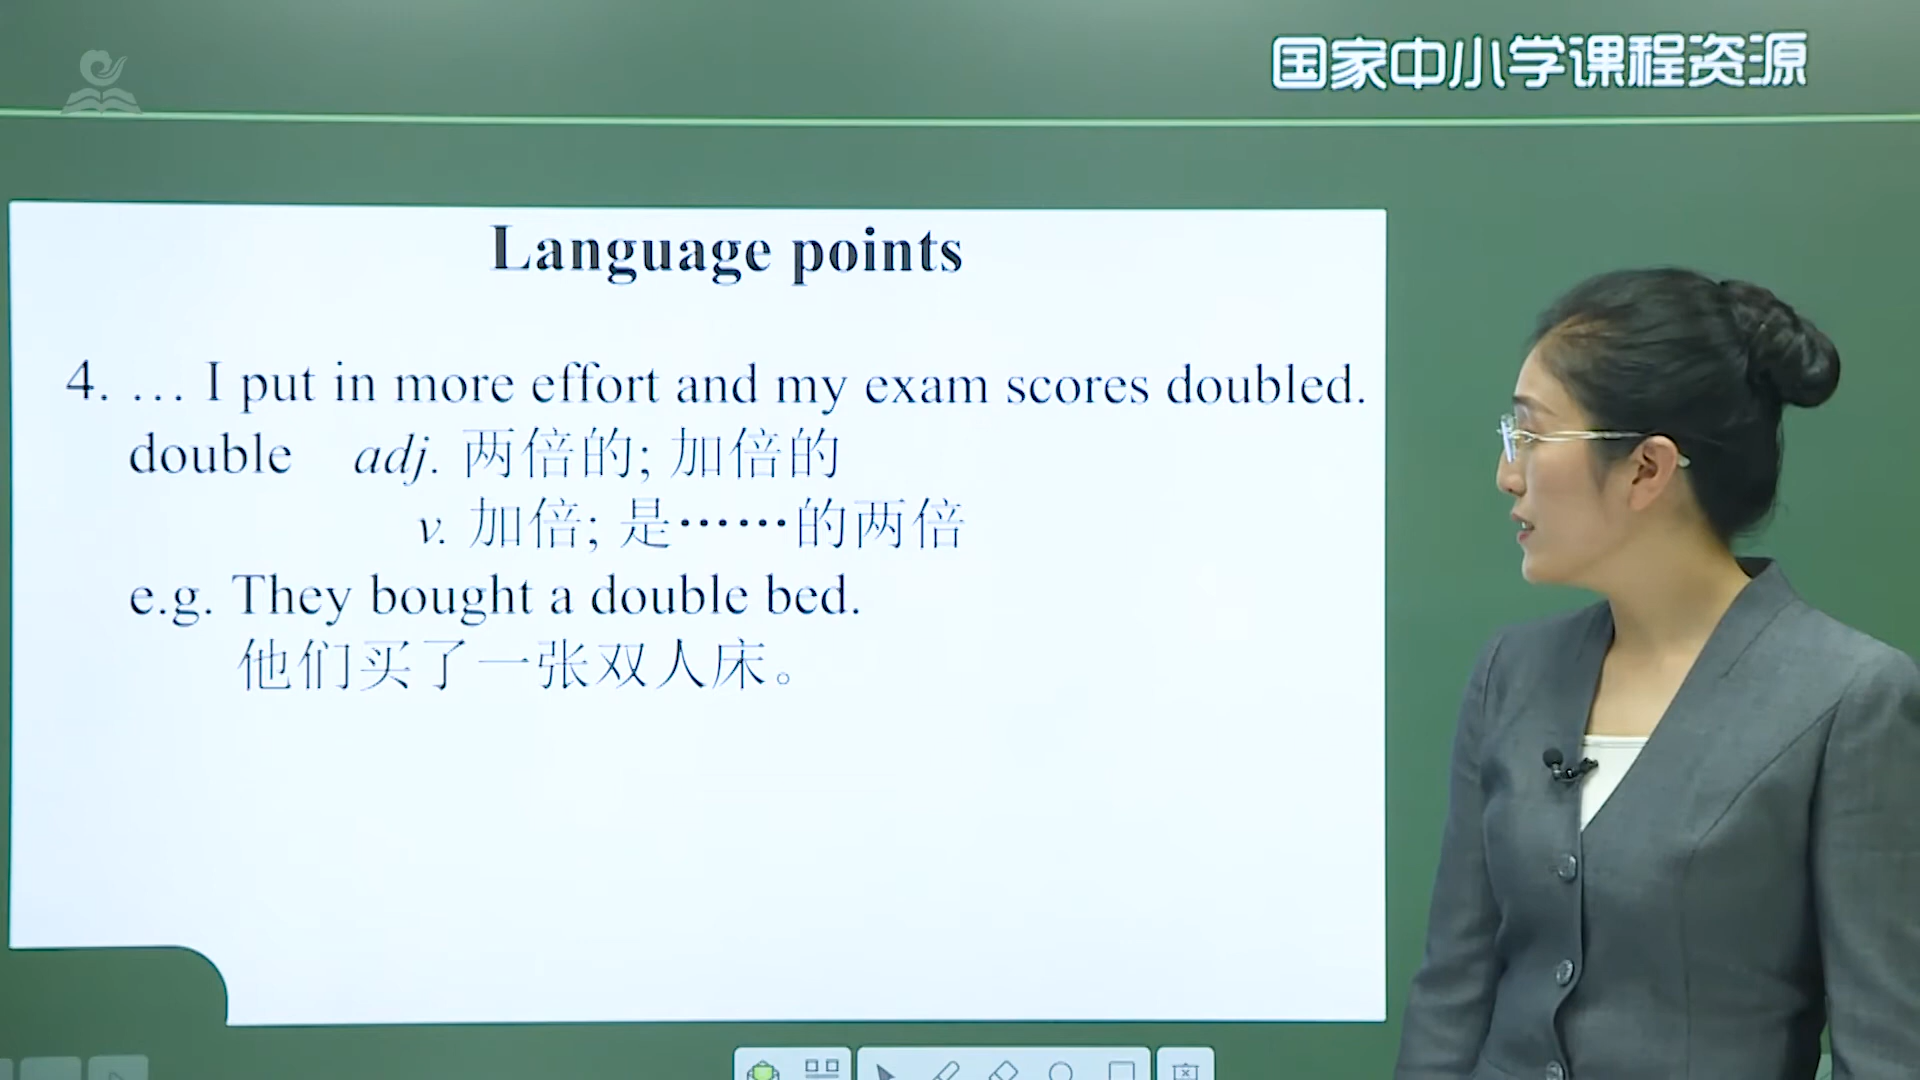 国家中小学课程资源
Language points
4. … I put in more effort and my exam scores doubled.
double adj. 两倍的; 加倍的
v. 加倍; 是……的两倍
e.g. They bought a double bed.
他们买了一张双人床。